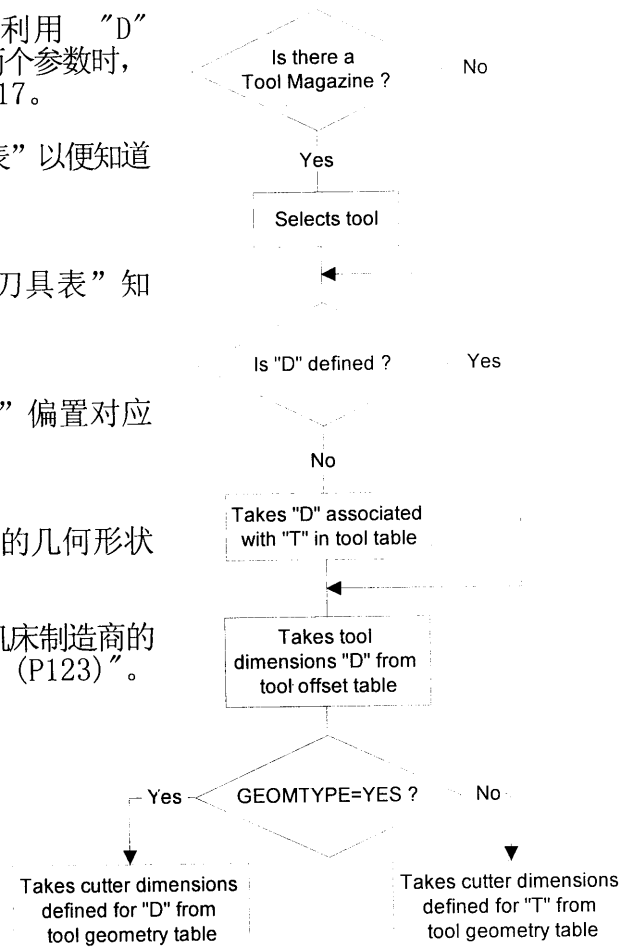 利用 "D"
两个参数时，
17。
表”以便知道
刀具表”知
”偏置对应
的几何形状
机床制造商的
(P123)"。
Is there a
Tool Magazine ?
No
Yes
Selects tool
Is "D" defined ?
Yes
No
Takes "D" associated
with "T" in tool table
Takes tool
dimensions "D" from
tool offset table
Yes
GEOMTYPE=YES ?
No
Takes cutter dimensions
defined for "D" from
tool geometry table
Takes cutter dimensions
defined for "T" from
tool geometry table